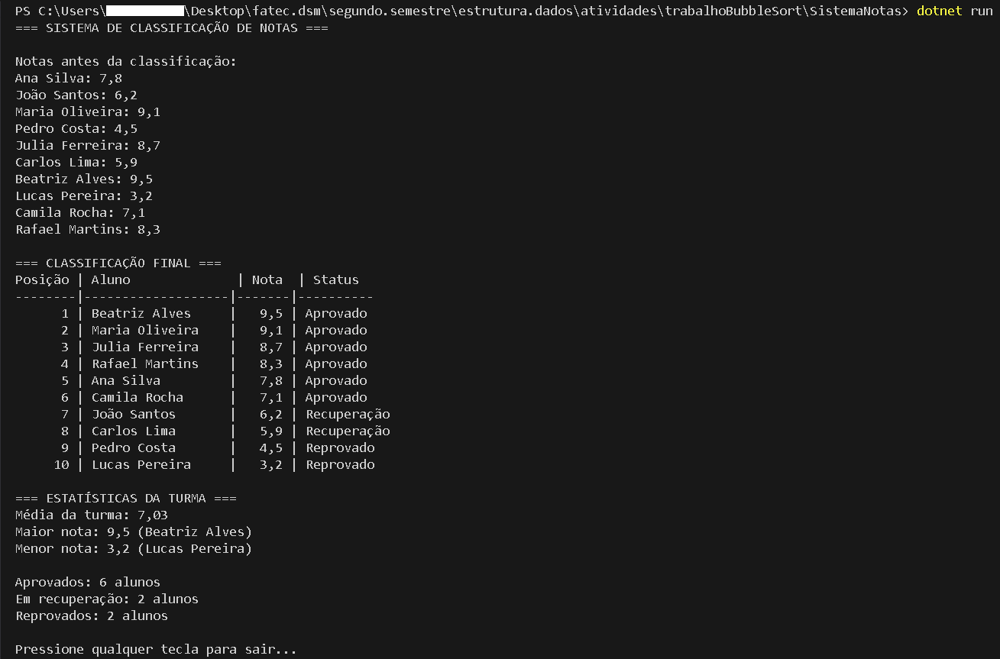 PS C:\Users\ \Desktop\fatec.dsm\segundo.semestre\estrutura.dados\atividades\trabalhoBubbleSort\SistemaNotas> dotnet run
=== SISTEMA DE CLASSIFICAÇÃO DE NOTAS ===
Notas antes da classificação:
Ana Silva: 7,8
João Santos: 6,2
Maria Oliveira: 9,1
Pedro Costa: 4,5
Julia Ferreira: 8,7
Carlos Lima: 5,9
Beatriz Alves: 9,5
Lucas Pereira: 3,2
Camila Rocha: 7,1
Rafael Martins: 8,3
=== CLASSIFICAÇÃO FINAL ===
Posição | Aluno              | Nota  | Status
--------|-------------------|-------|----------
      1 | Beatriz Alves     |   9,5 | Aprovado
      2 | Maria Oliveira    |   9,1 | Aprovado
      3 | Julia Ferreira    |   8,7 | Aprovado
      4 | Rafael Martins    |   8,3 | Aprovado
      5 | Ana Silva         |   7,8 | Aprovado
      6 | Camila Rocha      |   7,1 | Aprovado
      7 | João Santos       |   6,2 | Recuperação
      8 | Carlos Lima       |   5,9 | Recuperação
      9 | Pedro Costa       |   4,5 | Reprovado
     10 | Lucas Pereira     |   3,2 | Reprovado
=== ESTATÍSTICAS DA TURMA ===
Média da turma: 7,03
Maior nota: 9,5 (Beatriz Alves)
Menor nota: 3,2 (Lucas Pereira)
Aprovados: 6 alunos
Em recuperação: 2 alunos
Reprovados: 2 alunos
Pressione qualquer tecla para sair...